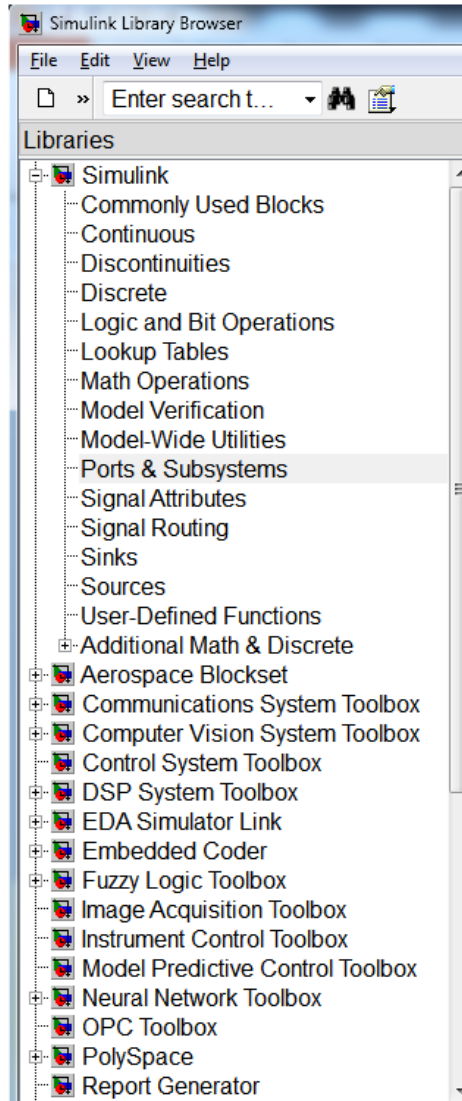 Simulink Library Browser
File Edit View Help
» Enter search t...
Libraries
Simulink
Commonly Used Blocks
Continuous
Discontinuities
Discrete
Logic and Bit Operations
Lookup Tables
Math Operations
Model Verification
Model-Wide Utilities
Ports & Subsystems
Signal Attributes
Signal Routing
Sinks
Sources
User-Defined Functions
Additional Math & Discrete
Aerospace Blockset
Communications System Toolbox
Computer Vision System Toolbox
Control System Toolbox
DSP System Toolbox
EDA Simulator Link
Embedded Coder
Fuzzy Logic Toolbox
Image Acquisition Toolbox
Instrument Control Toolbox
Model Predictive Control Toolbox
Neural Network Toolbox
OPC Toolbox
PolySpace
Report Generator